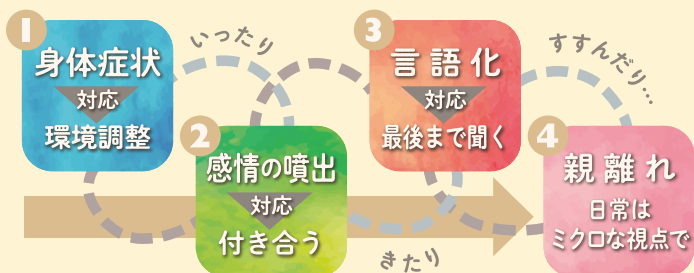 1
身体症状
対応
環境調整
いったり
2
感情の噴出
対応
付き合う
きたり
3
言語化
対応
最後まで聞く
すすんだり…
4
親離れ
日常は
ミクロな視点で